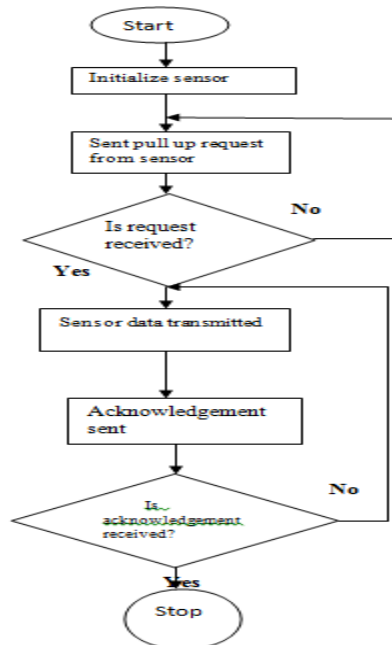 Start
Initialize sensor
Sent pull up request
from sensor
No
Is request
received?
Yes
Sensor data transmitted
Acknowledgement
sent
No
Is
acknowledgement
received?
Yes
Stop